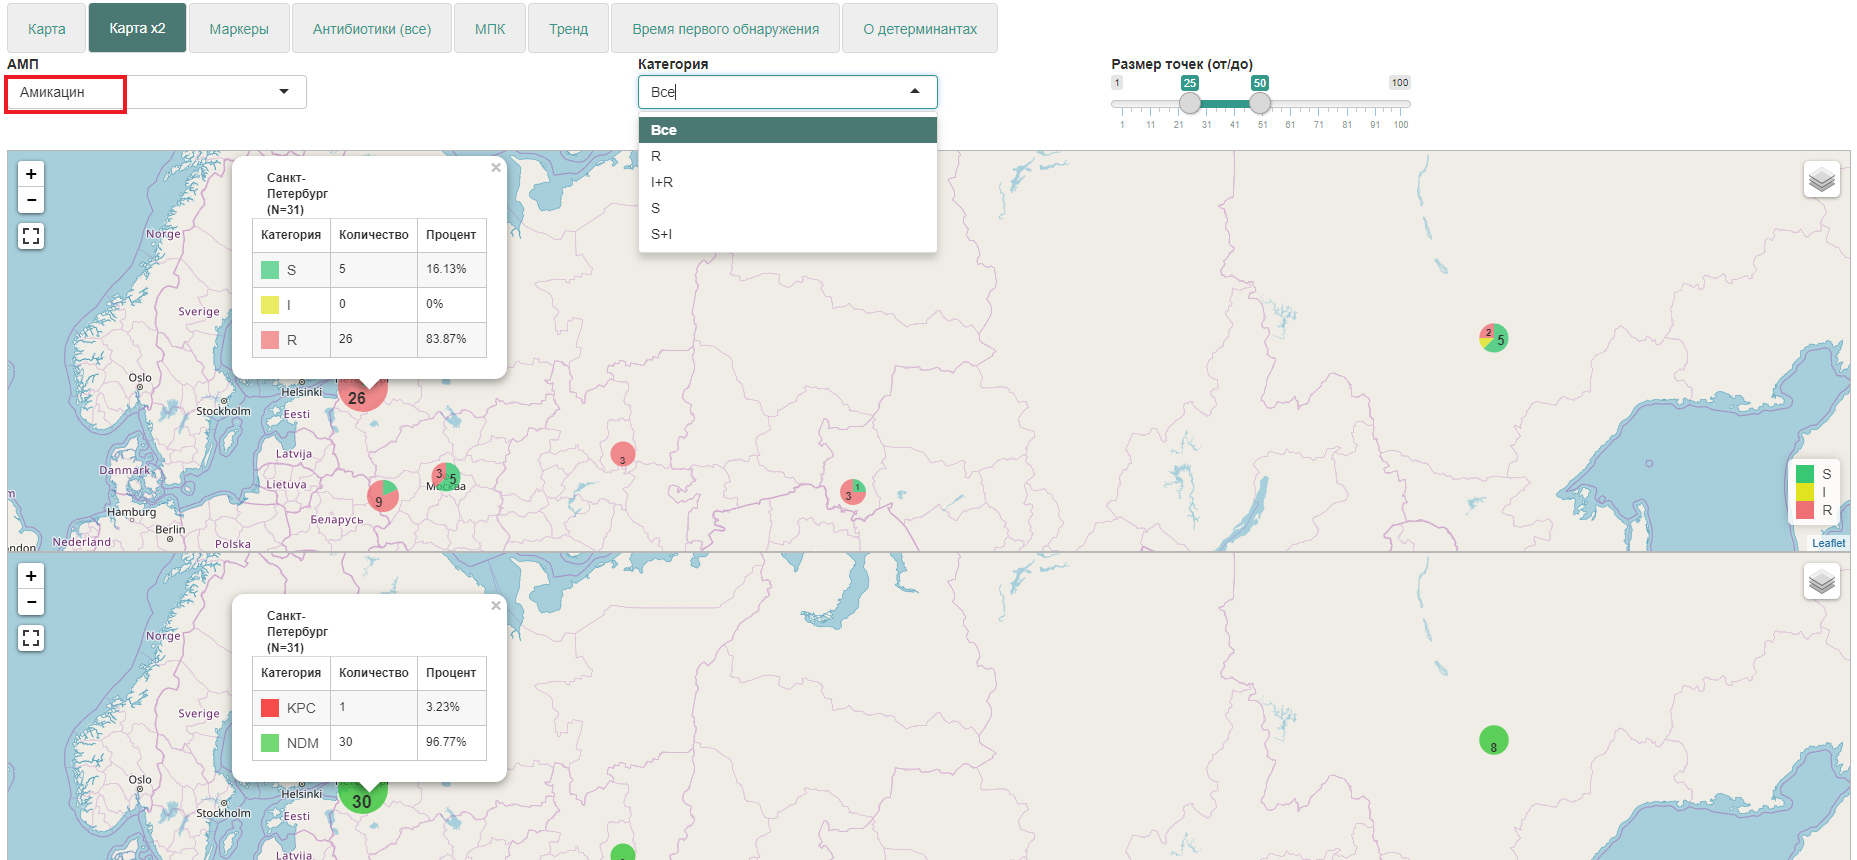 Карта
Карта x2
Маркеры
Антибиотики (все)
МПК
Тренд
Время первого обнаружения
О детерминантах
АМП
Амикацин
Категория
Все
Все
R
I+R
S
S+I
Размер точек (от/до)
1
25
50
100
1 11 21 31 41 51 61 71 81 91 100
+
−
Санкт-
Петербург
(N=31)
×
Категория Количество Процент
S 5 16.13%
I 0 0%
R 26 83.87%
Norge
Sverige
Oslo
Stockholm
Helsinki
Eesti
26
Latvija
Danmark
Lietuva
Hamburg
Berlin
Nederland
Polska
Беларусь
Москва
3 5
9
3
3 1
2 5
S
I
R
Leaflet
+
−
Санкт-
Петербург
(N=31)
×
Категория Количество Процент
KPC 1 3.23%
NDM 30 96.77%
Norge
Sverige
Oslo
Stockholm
Helsinki
Eesti
30
Latvija
8